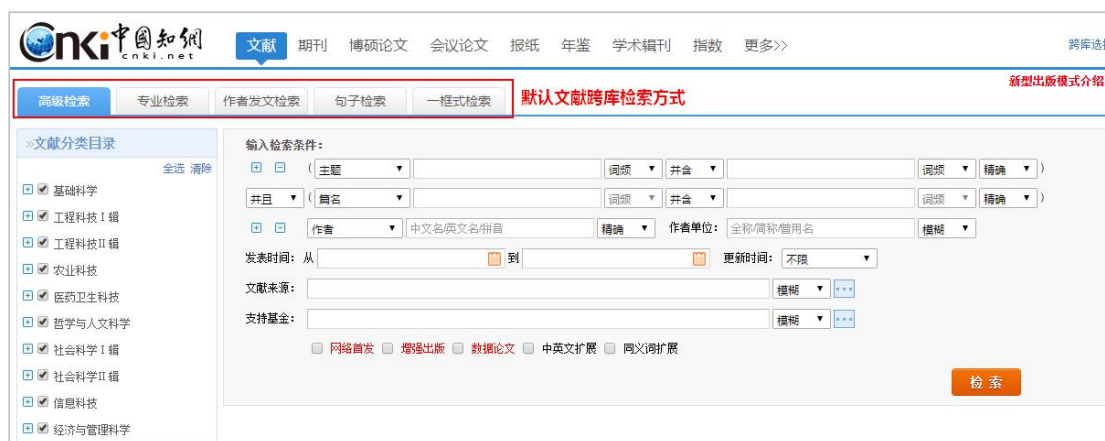 Cnki中國知網
cnki.net
文献 期刊 博硕论文 会议论文 报纸 年鉴 学术辑刊 指数 更多>>
跨库选
新型出版模式介绍
高级检索 专业检索 作者发文检索 句子检索 一框式检索 默认文献跨库检索方式
»文献分类目录
全选 清除
基础科学
工程科技 I 辑
工程科技II 辑
农业科技
医药卫生科技
哲学与人文科学
社会科学 I 辑
社会科学II 辑
信息科技
经济与管理科学
输入检索条件:
( 主题 词频 并含 词频 精确 )
并且 ( 篇名 词频 并含 词频 精确 )
作者 中文名/英文名/拼音 精确 作者单位: 全称/简称/曾用名 模糊
发表时间: 从 到 更新时间: 不限
文献来源: 模糊 ...
支持基金: 模糊 ...
网络首发 增强出版 数据论文 中英文扩展 同义词扩展
检索